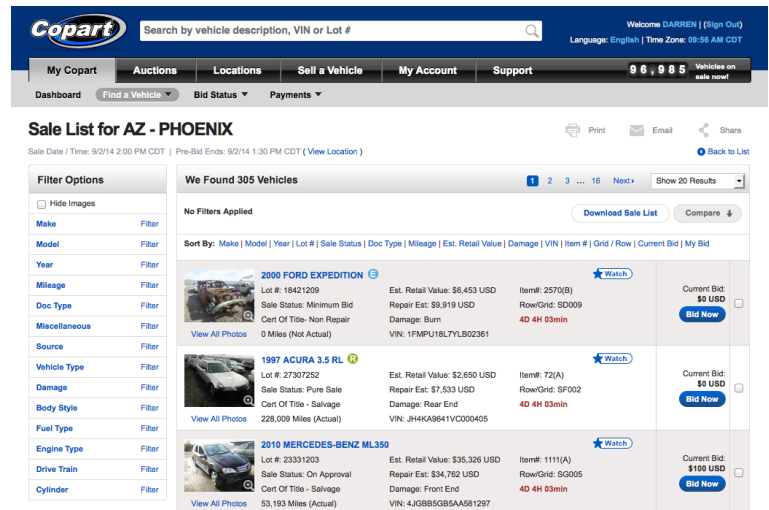 Copart
Search by vehicle description, VIN or Lot #
Welcome DARREN | (Sign Out)
Language: English | Time Zone: 09:56 AM CDT
My Copart Auctions Locations Sell a Vehicle My Account Support 96,985 Vehicles on sale now!
Dashboard Find a Vehicle ▼ Bid Status ▼ Payments ▼
Sale List for AZ - PHOENIX
Print Email Share
Sale Date / Time: 9/2/14 2:00 PM CDT | Pre-Bid Ends: 9/2/14 1:30 PM CDT ( View Location )
Back to List
Filter Options
Hide Images
Make Filter
Model Filter
Year Filter
Mileage Filter
Doc Type Filter
Miscellaneous Filter
Source Filter
Vehicle Type Filter
Damage Filter
Body Style Filter
Fuel Type Filter
Engine Type Filter
Drive Train Filter
Cylinder Filter
We Found 305 Vehicles
1 2 3 ... 16 Next› Show 20 Results
No Filters Applied
Download Sale List Compare
Sort By: Make | Model | Year | Lot # | Sale Status | Doc Type | Mileage | Est. Retail Value | Damage | VIN | Item # | Grid / Row | Current Bid | My Bid
2000 FORD EXPEDITION E Watch
Lot #: 18421209 Est. Retail Value: $6,453 USD Item#: 2570(B) Current Bid:
Sale Status: Minimum Bid Repair Est: $9,919 USD Row/Grid: SD009 $0 USD
Cert Of Title- Non Repair Damage: Burn 4D 4H 03min Bid Now
View All Photos 0 Miles (Not Actual) VIN: 1FMPU18L7YLB02361
1997 ACURA 3.5 RL R Watch
Lot #: 27307252 Est. Retail Value: $2,650 USD Item#: 72(A) Current Bid:
Sale Status: Pure Sale Repair Est: $7,533 USD Row/Grid: SF002 $0 USD
Cert Of Title - Salvage Damage: Rear End 4D 4H 03min Bid Now
View All Photos 228,009 Miles (Actual) VIN: JH4KA9641VC000405
2010 MERCEDES-BENZ ML350 Watch
Lot #: 23331203 Est. Retail Value: $35,326 USD Item#: 1111(A) Current Bid:
Sale Status: On Approval Repair Est: $34,762 USD Row/Grid: SG005 $100 USD
Cert Of Title - Salvage Damage: Front End 4D 4H 03min Bid Now
View All Photos 53,193 Miles (Actual) VIN: 4JGBB5GB5AA581297